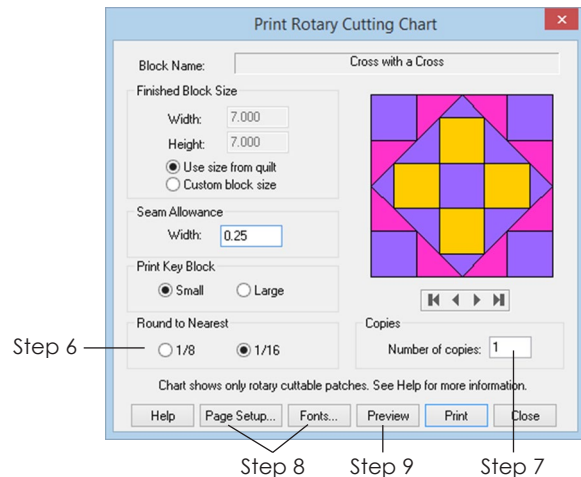 Print Rotary Cutting Chart
Block Name: Cross with a Cross
Finished Block Size
Width: 7.000
Height: 7.000
Use size from quilt
Custom block size
Seam Allowance
Width: 0.25
Print Key Block
Small Large
Round to Nearest
Step 6
1/8 1/16
Copies
Number of copies: 1
Chart shows only rotary cuttable patches. See Help for more information.
Help Page Setup... Fonts... Preview Print Close
Step 8 Step 9 Step 7